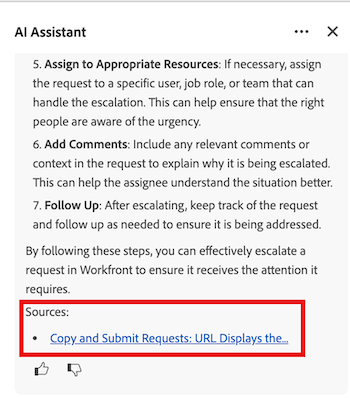 AI Assistant
5. Assign to Appropriate Resources: If necessary, assign
the request to a specific user, job role, or team that can
handle the escalation. This can help ensure that the right
people are aware of the urgency.
6. Add Comments: Include any relevant comments or
context in the request to explain why it is being escalated.
This can help the assignee understand the situation better.
7. Follow Up: After escalating, keep track of the request
and follow up as needed to ensure it is being addressed.
By following these steps, you can effectively escalate a
request in Workfront to ensure it receives the attention it
requires.
Sources:
• Copy and Submit Requests: URL Displays the...